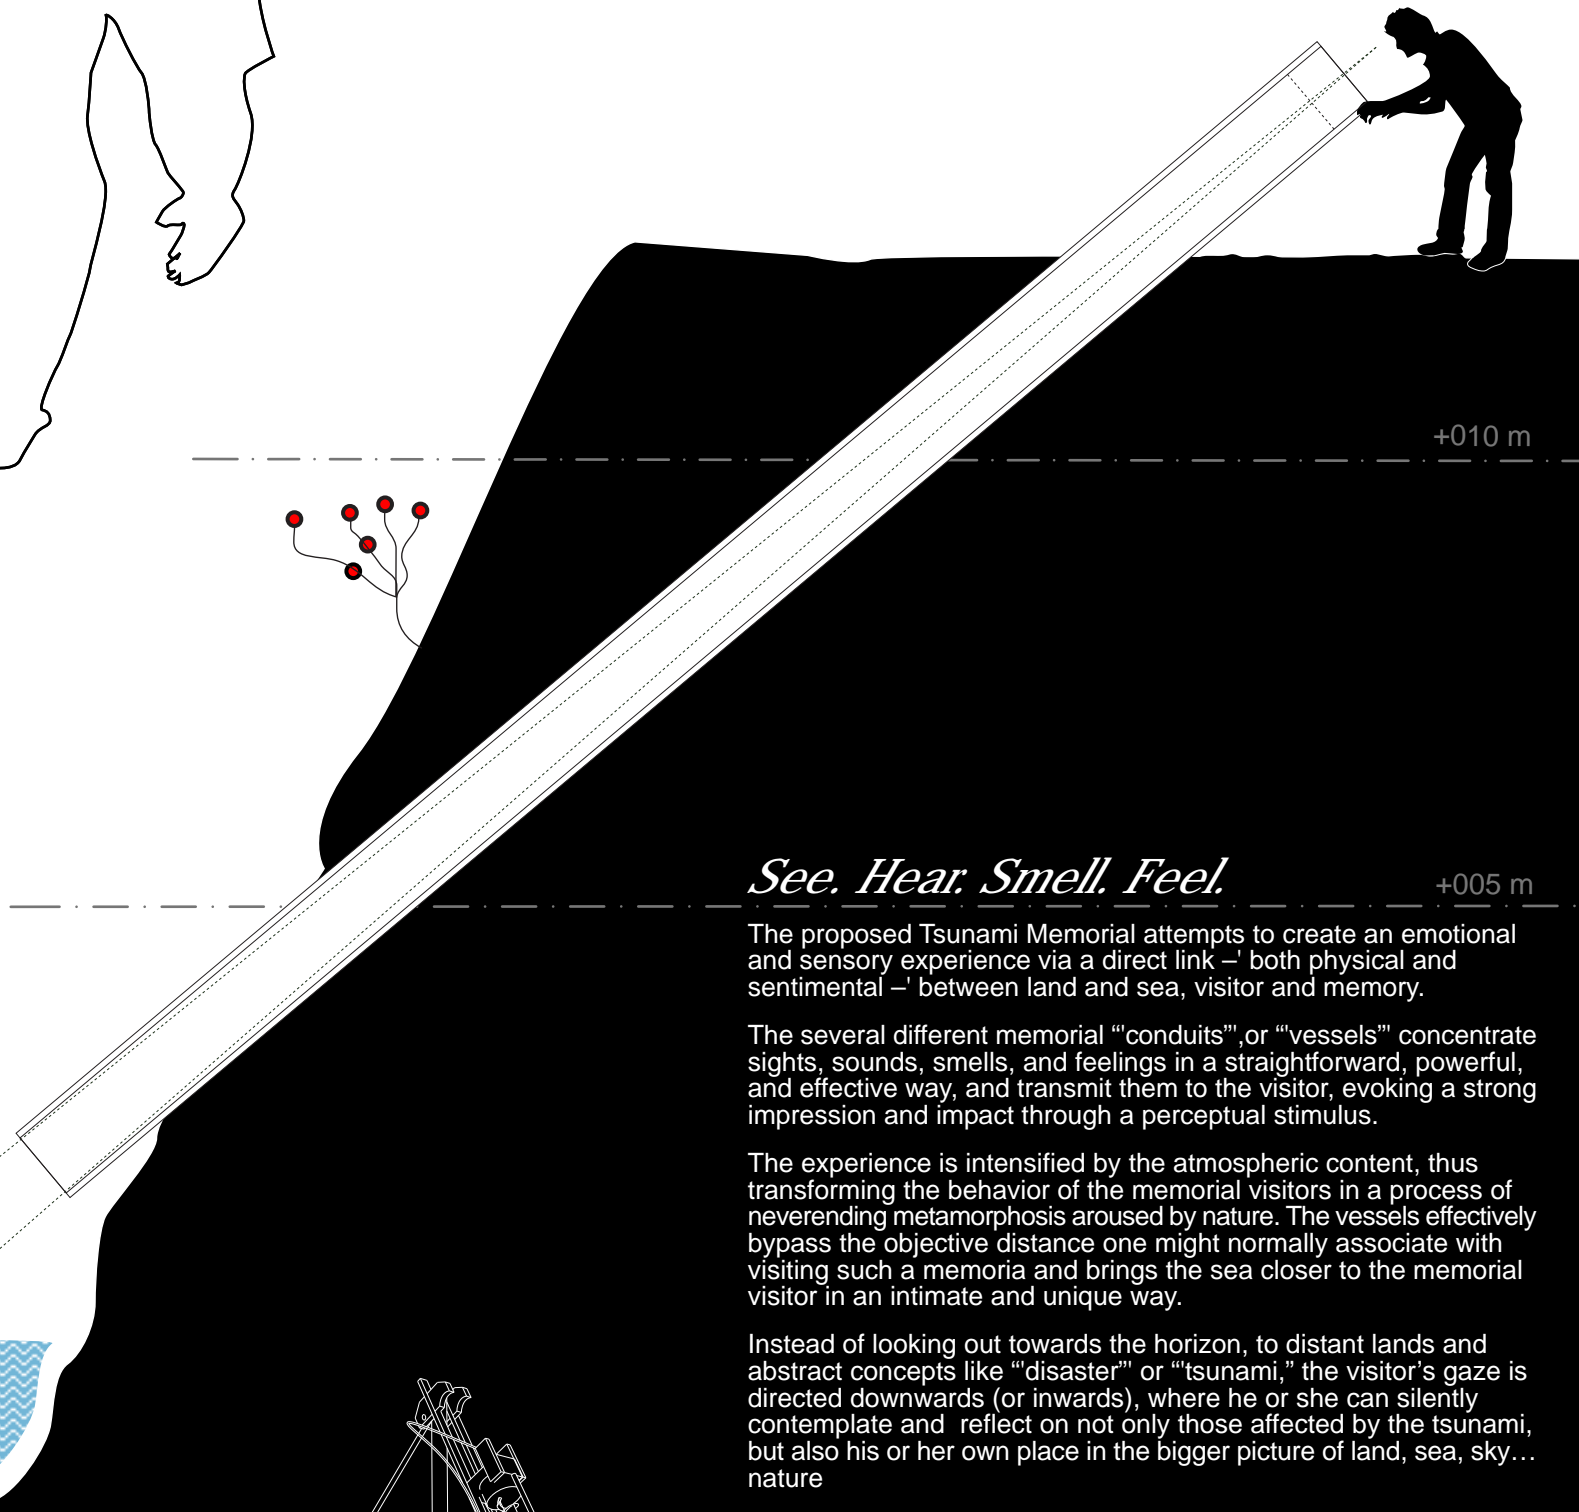 +010 m
See. Hear. Smell. Feel.
+005 m
The proposed Tsunami Memorial attempts to create an emotional
and sensory experience via a direct link –' both physical and
sentimental –' between land and sea, visitor and memory.
The several different memorial “'conduits”',or “'vessels”' concentrate
sights, sounds, smells, and feelings in a straightforward, powerful,
and effective way, and transmit them to the visitor, evoking a strong
impression and impact through a perceptual stimulus.
The experience is intensified by the atmospheric content, thus
transforming the behavior of the memorial visitors in a process of
neverending metamorphosis aroused by nature. The vessels effectively
bypass the objective distance one might normally associate with
visiting such a memoria and brings the sea closer to the memorial
visitor in an intimate and unique way.
Instead of looking out towards the horizon, to distant lands and
abstract concepts like “'disaster”' or “'tsunami,” the visitor’s gaze is
directed downwards (or inwards), where he or she can silently
contemplate and  reflect on not only those affected by the tsunami,
but also his or her own place in the bigger picture of land, sea, sky…
nature